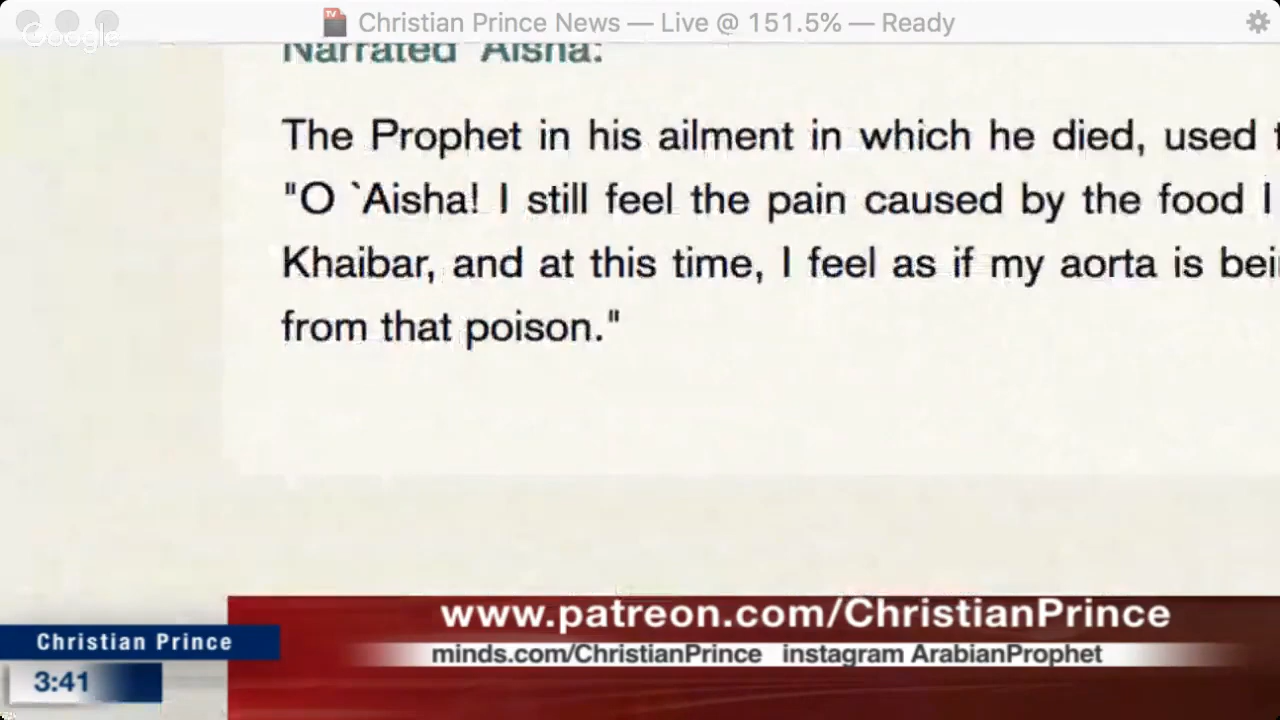 Christian Prince News — Live @ 151.5% — Ready
Google
Narrated `Aisha:
The Prophet in his ailment in which he died, used
"O `Aisha! I still feel the pain caused by the food I
Khaibar, and at this time, I feel as if my aorta is bei
from that poison."
www.patreon.com/ChristianPrince
Christian Prince
minds.com/ChristianPrince instagram ArabianProphet
3:41